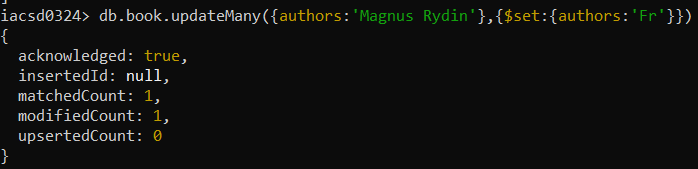 iacsd0324> db.book.updateMany({authors:'Magnus Rydin'},{$set:{authors:'Fr'}})
{
  acknowledged: true,
  insertedId: null,
  matchedCount: 1,
  modifiedCount: 1,
  upsertedCount: 0
}